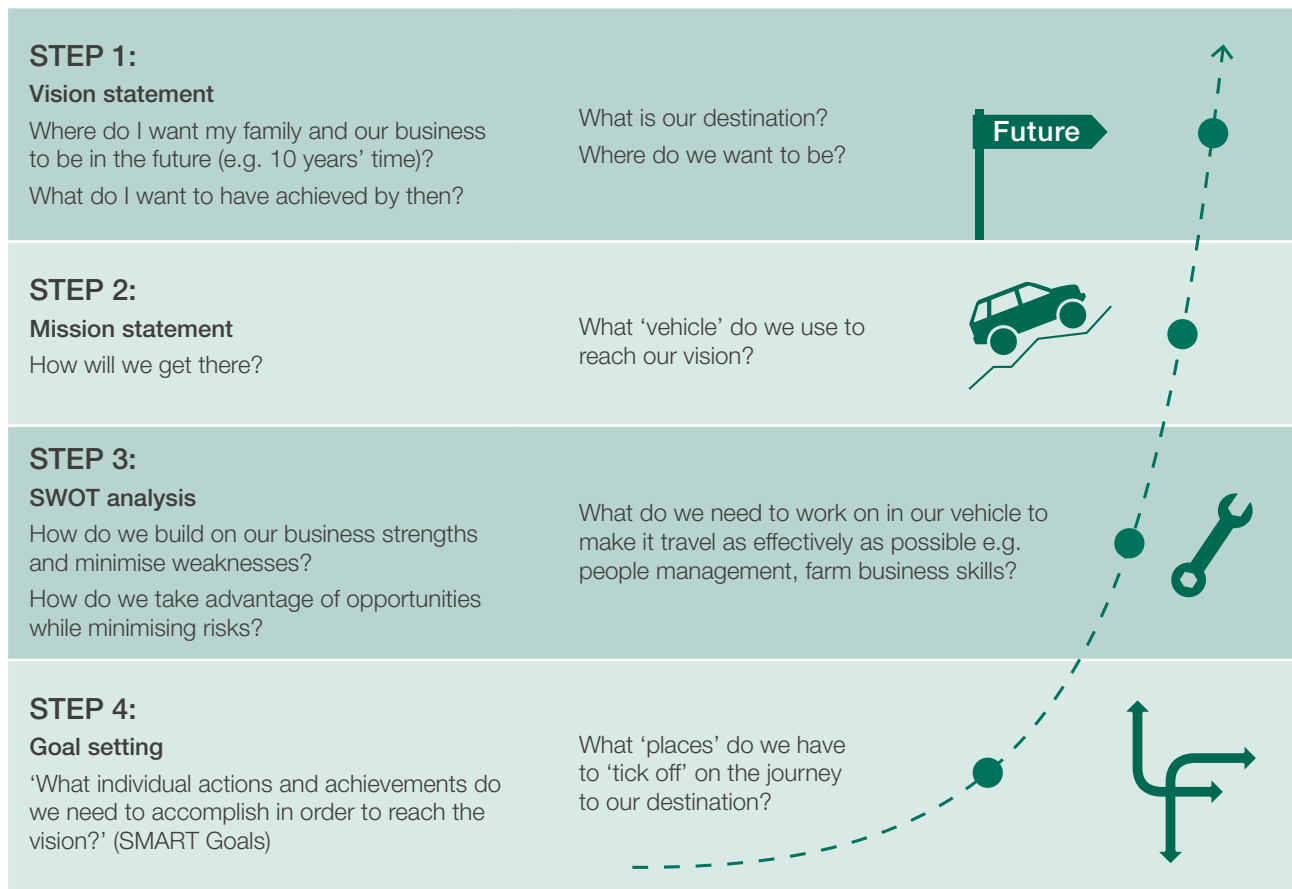 STEP 1:
Vision statement
Where do I want my family and our business
to be in the future (e.g. 10 years’ time)?
What do I want to have achieved by then?
What is our destination?
Where do we want to be?
Future
STEP 2:
Mission statement
How will we get there?
What ‘vehicle’ do we use to
reach our vision?
STEP 3:
SWOT analysis
How do we build on our business strengths
and minimise weaknesses?
How do we take advantage of opportunities
while minimising risks?
What do we need to work on in our vehicle to
make it travel as effectively as possible e.g.
people management, farm business skills?
STEP 4:
Goal setting
‘What individual actions and achievements do
we need to accomplish in order to reach the
vision?’ (SMART Goals)
What ‘places’ do we have
to ‘tick off’ on the journey
to our destination?